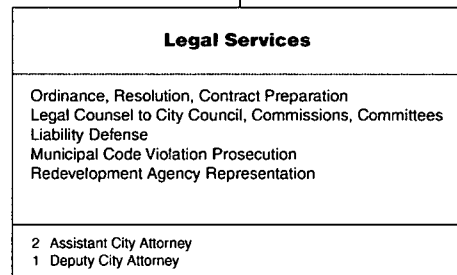 Legal Services
Ordinance, Resolution, Contract Preparation
Legal Counsel to City Council, Commissions, Committees
Liability Defense
Municipal Code Violation Prosecution
Redevelopment Agency Representation
2 Assistant City Attorney
1 Deputy City Attorney